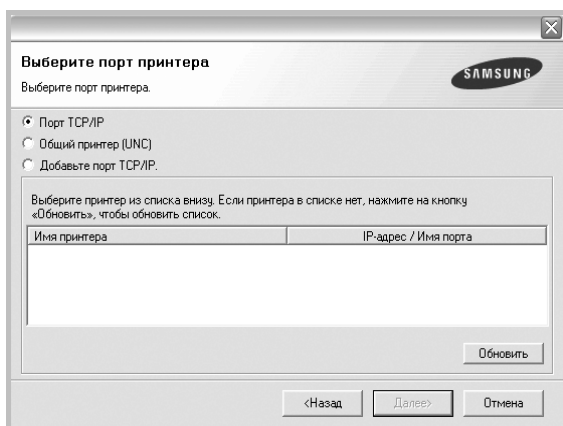 Выберите порт принтера
Выберите порт принтера.
SAMSUNG
Порт TCP/IP
Общий принтер (UNC)
Добавьте порт TCP/IP.
Выберите принтер из списка внизу. Если принтера в списке нет, нажмите на кнопку
«Обновить», чтобы обновить список.
Имя принтера IP-адрес / Имя порта
Обновить
<Назад Далее> Отмена